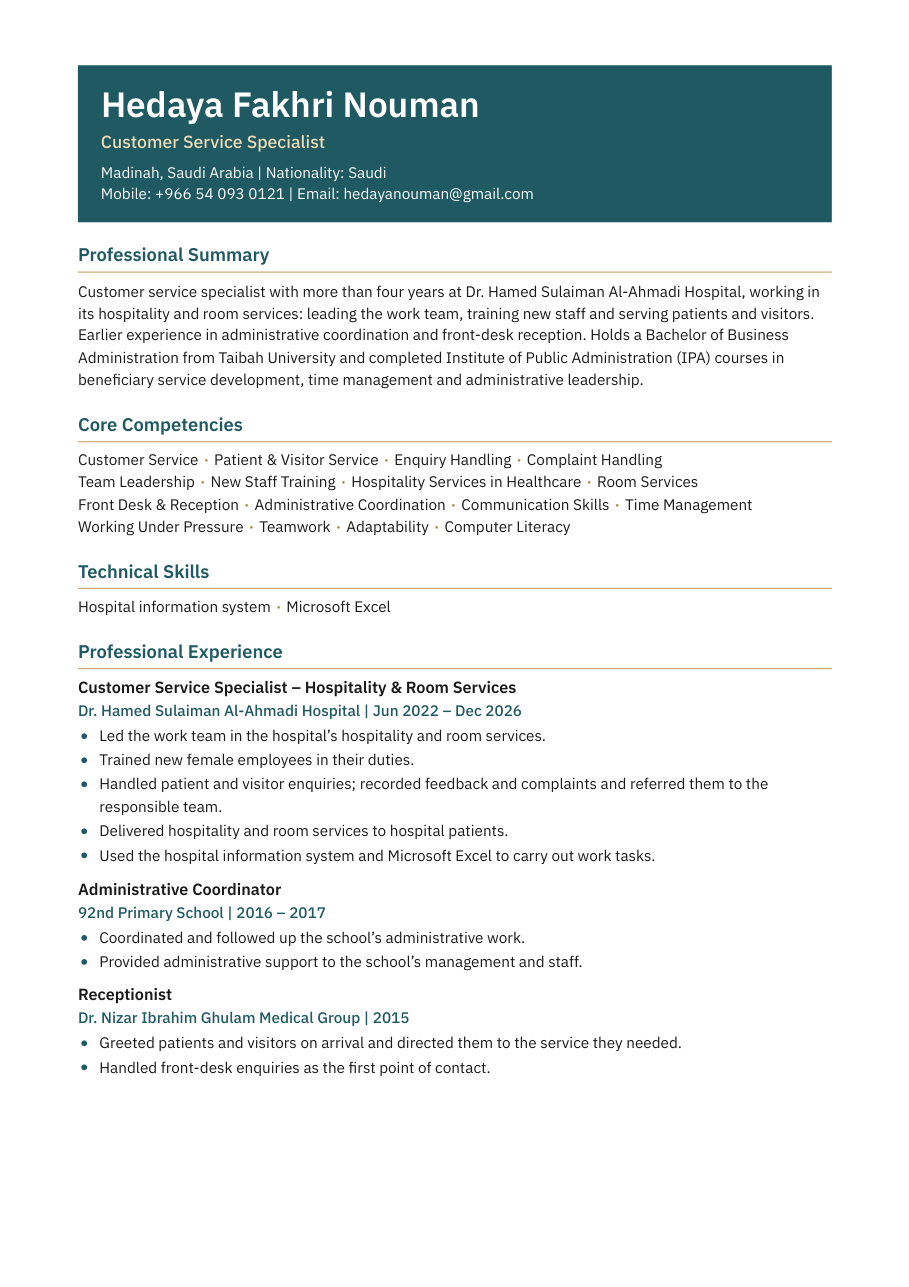 Hedaya Fakhri Nouman
Customer Service Specialist
Madinah, Saudi Arabia | Nationality: Saudi
Mobile: +966 54 093 0121 | Email: hedayanouman@gmail.com
Professional Summary
Customer service specialist with more than four years at Dr. Hamed Sulaiman Al-Ahmadi Hospital, working in
its hospitality and room services: leading the work team, training new staff and serving patients and visitors.
Earlier experience in administrative coordination and front-desk reception. Holds a Bachelor of Business
Administration from Taibah University and completed Institute of Public Administration (IPA) courses in
beneficiary service development, time management and administrative leadership.
Core Competencies
Customer Service · Patient & Visitor Service · Enquiry Handling · Complaint Handling
Team Leadership · New Staff Training · Hospitality Services in Healthcare · Room Services
Front Desk & Reception · Administrative Coordination · Communication Skills · Time Management
Working Under Pressure · Teamwork · Adaptability · Computer Literacy
Technical Skills
Hospital information system · Microsoft Excel
Professional Experience
Customer Service Specialist – Hospitality & Room Services
Dr. Hamed Sulaiman Al-Ahmadi Hospital | Jun 2022 – Dec 2026
• Led the work team in the hospital’s hospitality and room services.
• Trained new female employees in their duties.
• Handled patient and visitor enquiries; recorded feedback and complaints and referred them to the
responsible team.
• Delivered hospitality and room services to hospital patients.
• Used the hospital information system and Microsoft Excel to carry out work tasks.
Administrative Coordinator
92nd Primary School | 2016 – 2017
• Coordinated and followed up the school’s administrative work.
• Provided administrative support to the school’s management and staff.
Receptionist
Dr. Nizar Ibrahim Ghulam Medical Group | 2015
• Greeted patients and visitors on arrival and directed them to the service they needed.
• Handled front-desk enquiries as the first point of contact.